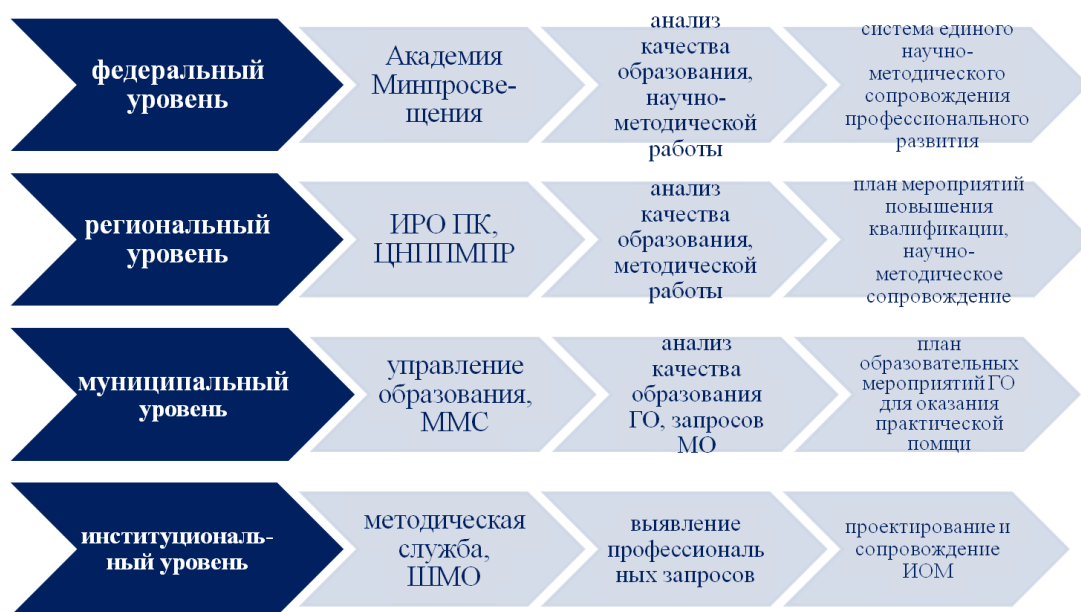 федеральный
уровень
Академия
Минпросве-
щения
анализ
качества
образования,
научно-
методической
работы
система единого
научно-
методического
сопровождения
профессионального
развития
региональный
уровень
ИРО ПК,
ЦНППМПР
анализ
качества
образования,
методической
работы
план мероприятий
повышения
квалификации,
научно-
методическое
сопровождение
муниципальный
уровень
управление
образования,
ММС
анализ
качества
образования
ГО, запросов
МО
план
образовательных
мероприятий ГО
для оказания
практической
помщи
институциональ-
ный уровень
методическая
служба,
ШМО
выявление
профессиональ
ных запросов
проектирование и
сопровождение
ИОМ